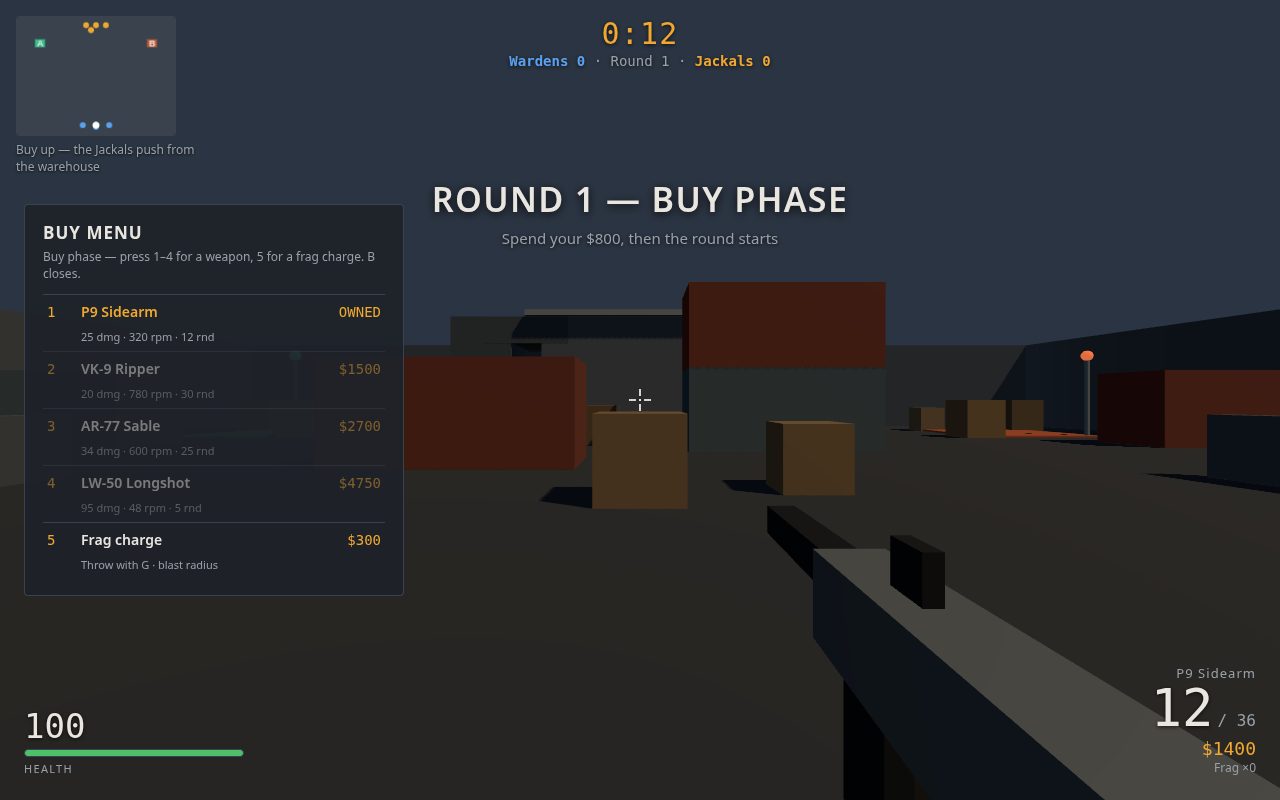 0:12
Wardens 0 · Round 1 · Jackals 0
A
B
Buy up — the Jackals push from
the warehouse
ROUND 1 — BUY PHASE
Spend your $800, then the round starts
BUY MENU
Buy phase — press 1–4 for a weapon, 5 for a frag charge. B
closes.
1 P9 Sidearm OWNED
25 dmg · 320 rpm · 12 rnd
2 VK-9 Ripper $1500
20 dmg · 780 rpm · 30 rnd
3 AR-77 Sable $2700
34 dmg · 600 rpm · 25 rnd
4 LW-50 Longshot $4750
95 dmg · 48 rpm · 5 rnd
5 Frag charge $300
Throw with G · blast radius
100
HEALTH
P9 Sidearm
12 / 36
$1400
Frag ×0